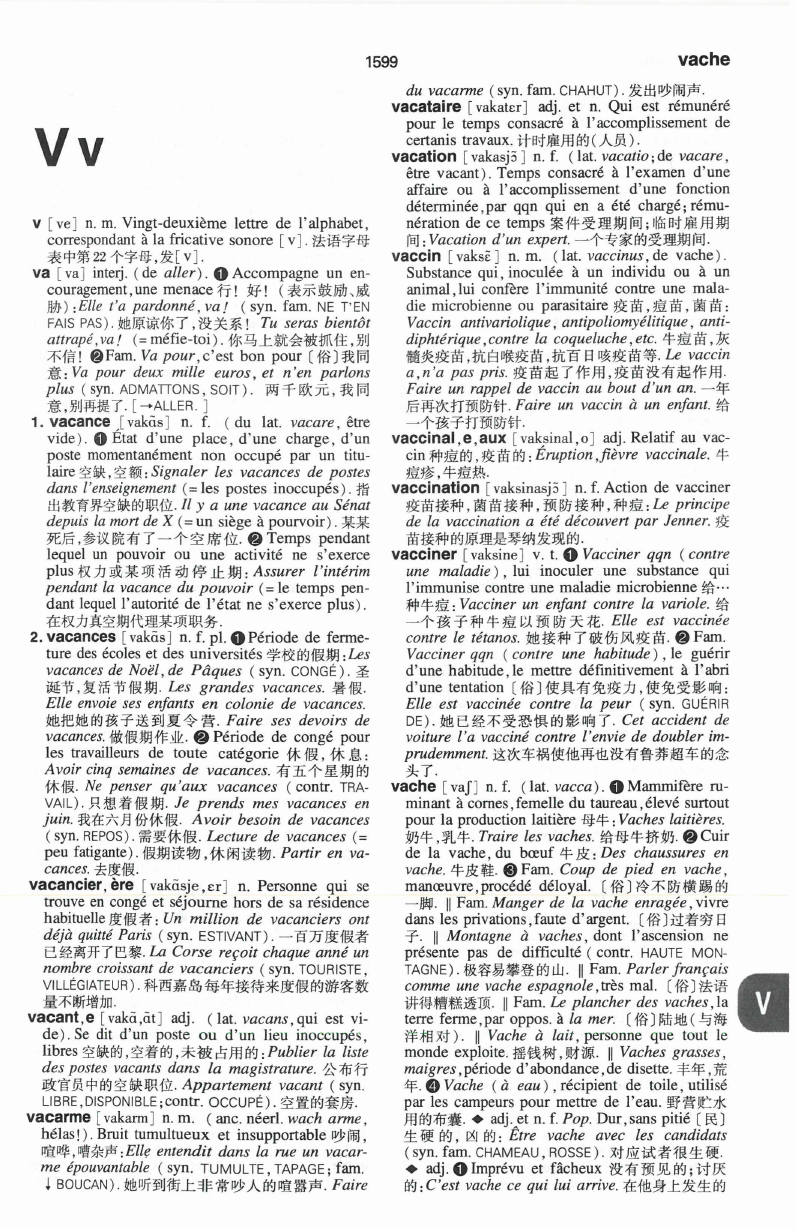 1599
vache
V v
v [ve] n. m. Vingt-deuxième lettre de l'alphabet,
correspondant à la fricative sonore [v]. 法语字母
表中第 22 个字母,发[v].
va [va] interj. (de aller). ❶ Accompagne un en-
couragement,une menace 行! 好! (表示鼓励、威
胁):Elle t'a pardonné, va! (syn. fam. NE T'EN
FAIS PAS). 她原谅你了,没关系! Tu seras bientôt
attrapé,va! (=méfie-toi). 你马上就会被抓住,别
不信! ❷Fam. Va pour,c'est bon pour [俗]我同
意:Va pour deux mille euros, et n'en parlons
plus (syn. ADMATTONS, SOIT). 两千欧元,我同
意,别再提了. [→ALLER. ]
1. vacance [vakɑ̃s] n. f. (du lat. vacare, être
vide). ❶ État d'une place, d'une charge, d'un
poste momentanément non occupé par un titu-
laire 空缺,空额:Signaler les vacances de postes
dans l'enseignement (=les postes inoccupés). 指
出教育界空缺的职位. Il y a une vacance au Sénat
depuis la mort de X (=un siège à pourvoir). 某某
死后,参议院有了一个空席位. ❷ Temps pendant
lequel un pouvoir ou une activité ne s'exerce
plus 权力或某项活动停止期: Assurer l'intérim
pendant la vacance du pouvoir (=le temps pen-
dant lequel l'autorité de l'état ne s'exerce plus).
在权力真空期代理某项职务.
2. vacances [vakɑ̃s] n. f. pl. ❶ Période de ferme-
ture des écoles et des universités 学校的假期:Les
vacances de Noël, de Pâques (syn. CONGÉ). 圣
诞节,复活节假期. Les grandes vacances. 暑假.
Elle envoie ses enfants en colonie de vacances.
她把她的孩子送到夏令营. Faire ses devoirs de
vacances. 做假期作业. ❷ Période de congé pour
les travailleurs de toute catégorie 休假, 休息:
Avoir cinq semaines de vacances. 有五个星期的
休假. Ne penser qu'aux vacances (contr. TRA-
VAIL). 只想着假期. Je prends mes vacances en
juin. 我在六月份休假. Avoir besoin de vacances
(syn. REPOS). 需要休假. Lecture de vacances (=
peu fatigante). 假期读物,休闲读物. Partir en va-
cances. 去度假.
vacancier, ère [vakɑ̃sje,ɛr] n. Personne qui se
trouve en congé et séjourne hors de sa résidence
habituelle 度假者: Un million de vacanciers ont
déjà quitté Paris (syn. ESTIVANT). 一百万度假者
已经离开了巴黎. La Corse reçoit chaque anné un
nombre croissant de vacanciers (syn. TOURISTE,
VILLÉGIATEUR). 科西嘉岛每年接待来度假的游客数
量不断增加.
vacant,e [vakɑ̃,ɑ̃t] adj. (lat. vacans,qui est vi-
de). Se dit d'un poste ou d'un lieu inoccupés,
libres 空缺的,空着的,未被占用的:Publier la liste
des postes vacants dans la magistrature. 公布行
政官员中的空缺职位. Appartement vacant (syn.
LIBRE,DISPONIBLE;contr. OCCUPÉ). 空置的套房.
vacarme [vakarm] n. m. (anc. néerl. wach arme,
hélas!). Bruit tumultueux et insupportable 吵闹,
喧哗,嘈杂声:Elle entendit dans la rue un vacar-
me épouvantable (syn. TUMULTE, TAPAGE; fam.
↓BOUCAN). 她听到街上非常吵人的喧嚣声. Faire
du vacarme (syn. fam. CHAHUT). 发出吵闹声.
vacataire [vakatɛr] adj. et n. Qui est rémunéré
pour le temps consacré à l'accomplissement de
certanis travaux. 计时雇用的(人员).
vacation [vakasjɔ̃] n. f. (lat. vacatio;de vacare,
être vacant). Temps consacré à l'examen d'une
affaire ou à l'accomplissement d'une fonction
déterminée,par qqn qui en a été chargé;rému-
nération de ce temps 案件受理期间;临时雇用期
间:Vacation d'un expert. 一个专家的受理期间.
vaccin [vaksɛ̃] n. m. (lat. vaccinus, de vache).
Substance qui, inoculée à un individu ou à un
animal,lui confère l'immunité contre une mala-
die microbienne ou parasitaire 疫苗,痘苗,菌苗:
Vaccin antivariolique, antipoliomyélitique, anti-
diphtérique,contre la coqueluche,etc. 牛痘苗,灰
髓炎疫苗,抗白喉疫苗,抗百日咳疫苗等. Le vaccin
a,n'a pas pris. 疫苗起了作用,疫苗没有起作用.
Faire un rappel de vaccin au bout d'un an. 一年
后再次打预防针. Faire un vaccin à un enfant. 给
一个孩子打预防针.
vaccinal,e,aux [vaksinal,o] adj. Relatif au vac-
cin 种痘的,疫苗的:Éruption,fièvre vaccinale. 牛
痘疹,牛痘热.
vaccination [vaksinasjɔ̃] n. f. Action de vacciner
疫苗接种,菌苗接种,预防接种,种痘:Le principe
de la vaccination a été découvert par Jenner. 疫
苗接种的原理是琴纳发现的.
vacciner [vaksine] v. t. ❶ Vacciner qqn (contre
une maladie), lui inoculer une substance qui
l'immunise contre une maladie microbienne 给…
种牛痘:Vacciner un enfant contre la variole. 给
一个孩子种牛痘以预防天花. Elle est vaccinée
contre le tétanos. 她接种了破伤风疫苗. ❷ Fam.
Vacciner qqn (contre une habitude), le guérir
d'une habitude,le mettre définitivement à l'abri
d'une tentation [俗]使具有免疫力,使免受影响:
Elle est vaccinée contre la peur (syn. GUÉRIR
DE). 她已经不受恐惧的影响了. Cet accident de
voiture l'a vacciné contre l'envie de doubler im-
prudemment. 这次车祸使他再也没有鲁莽超车的念
头了.
vache [vaʃ] n. f. (lat. vacca). ❶ Mammifère ru-
minant à cornes,femelle du taureau,élevé surtout
pour la production laitière 母牛:Vaches laitières.
奶牛,乳牛. Traire les vaches. 给母牛挤奶. ❷ Cuir
de la vache, du bœuf 牛皮: Des chaussures en
vache. 牛皮鞋. ❸ Fam. Coup de pied en vache,
manœuvre,procédé déloyal. [俗]冷不防横踢的
一脚. ‖ Fam. Manger de la vache enragée,vivre
dans les privations,faute d'argent. [俗]过着穷日
子. ‖ Montagne à vaches, dont l'ascension ne
présente pas de difficulté (contr. HAUTE MON-
TAGNE). 极容易攀登的山. ‖ Fam. Parler français
comme une vache espagnole,très mal. [俗]法语
讲得糟糕透顶. ‖ Fam. Le plancher des vaches,la
terre ferme,par oppos. à la mer. [俗]陆地(与海
洋相对). ‖ Vache à lait, personne que tout le
monde exploite. 摇钱树,财源. ‖ Vaches grasses,
maigres,période d'abondance,de disette. 丰年,荒
年. ❹ Vache (à eau), récipient de toile, utilisé
par les campeurs pour mettre de l'eau. 野营贮水
用的布囊. ◆ adj. et n. f. Pop. Dur,sans pitié [民]
生硬的, 凶的: Être vache avec les candidats
(syn. fam. CHAMEAU, ROSSE). 对应试者很生硬.
◆ adj. ❶ Imprévu et fâcheux 没有预见的;讨厌
的:C'est vache ce qui lui arrive. 在他身上发生的
V